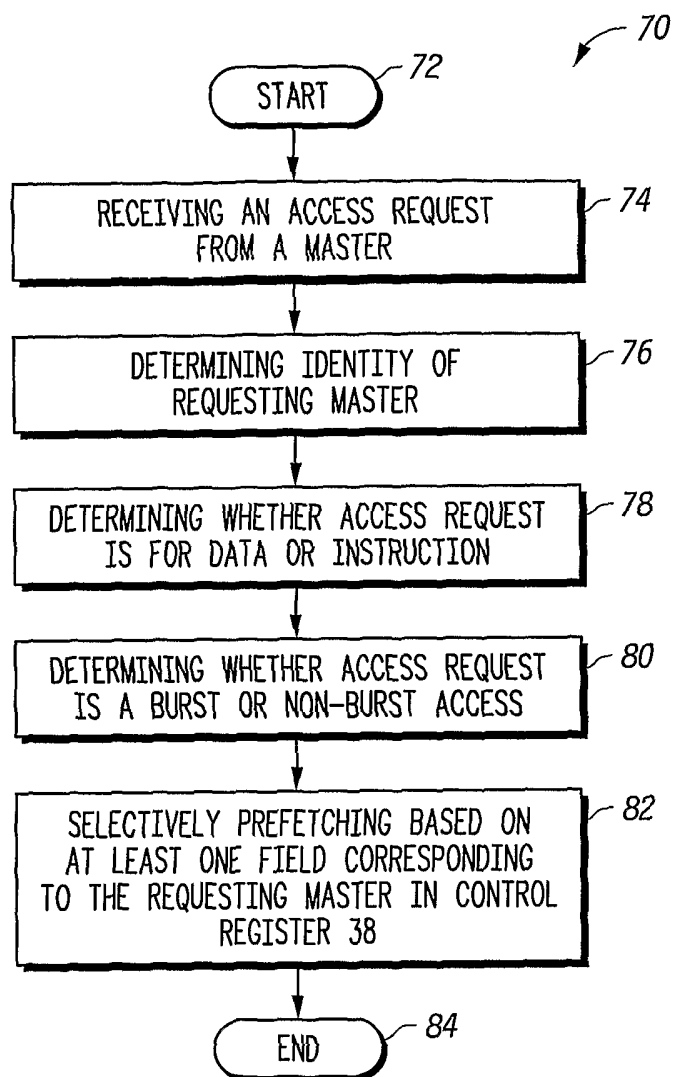 70
72
START
74
RECEIVING AN ACCESS REQUEST
FROM A MASTER
76
DETERMINING IDENTITY OF
REQUESTING MASTER
78
DETERMINING WHETHER ACCESS REQUEST
IS FOR DATA OR INSTRUCTION
80
DETERMINING WHETHER ACCESS REQUEST
IS A BURST OR NON-BURST ACCESS
82
SELECTIVELY PREFETCHING BASED ON
AT LEAST ONE FIELD CORRESPONDING
TO THE REQUESTING MASTER IN CONTROL
REGISTER 38
END
84